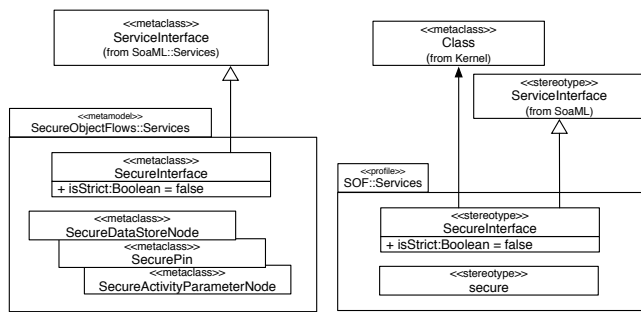 <<metaclass>>
ServiceInterface
(from SoaML::Services)
<<metamodel>>
SecureObjectFlows::Services
<<metaclass>>
SecureInterface
+ isStrict:Boolean = false
<<metaclass>>
SecureDataStoreNode
<<metaclass>>
SecurePin
<<metaclass>>
SecureActivityParameterNode
<<metaclass>>
Class
(from Kernel)
<<stereotype>>
ServiceInterface
(from SoaML)
<<profile>>
SOF::Services
<<stereotype>>
SecureInterface
+ isStrict:Boolean = false
<<stereotype>>
secure